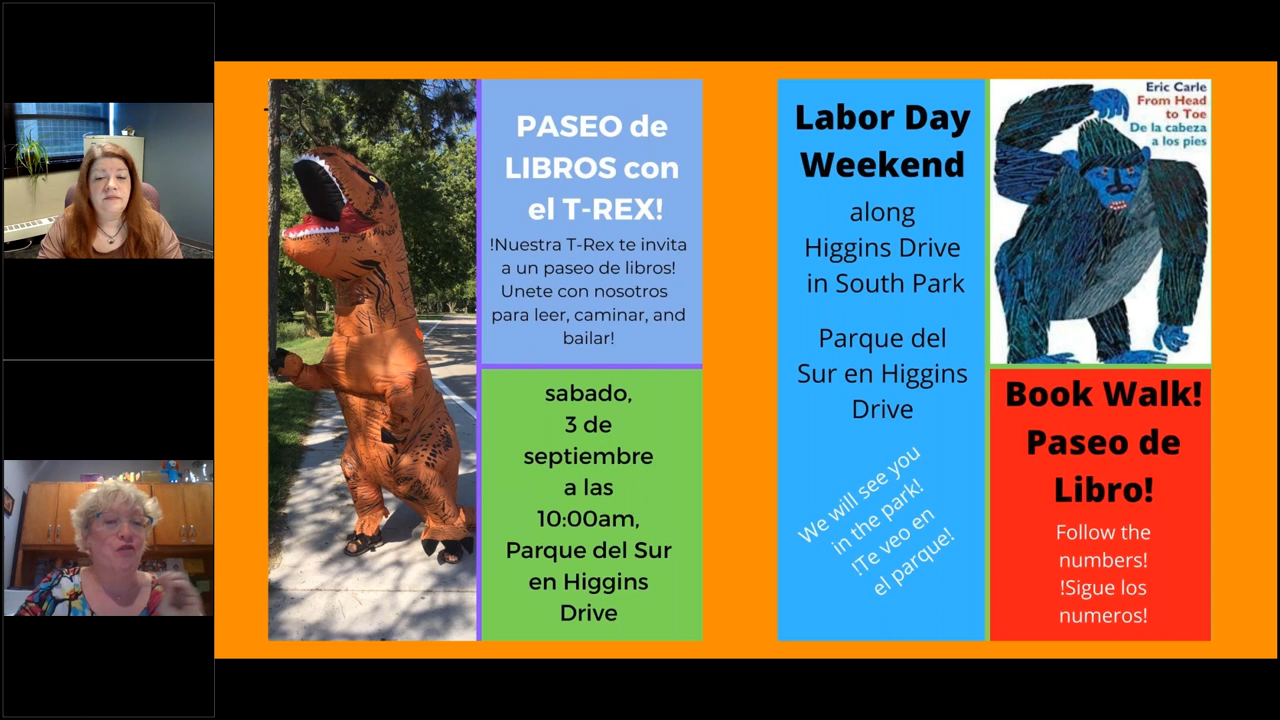 PASEO de
LIBROS con
el T-REX!
!Nuestra T-Rex te invita
a un paseo de libros!
Unete con nosotros
para leer, caminar, and
bailar!
sabado,
3 de
septiembre
a las
10:00am,
Parque del Sur
en Higgins
Drive
Labor Day
Weekend
along
Higgins Drive
in South Park
Parque del
Sur en Higgins
Drive
We will see you
in the park!
!Te veo en
el parque!
Eric Carle
From Head
to Toe
De la cabeza
a los pies
Book Walk!
Paseo de
Libro!
Follow the
numbers!
!Sigue los
numeros!